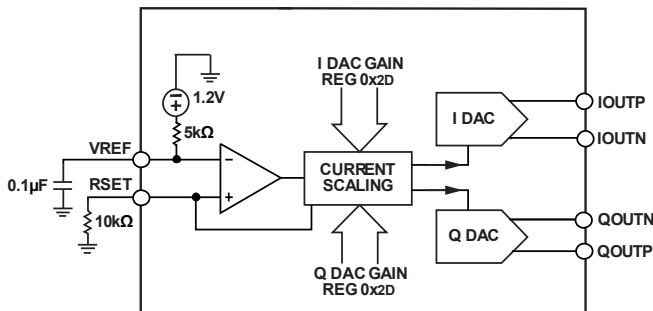 I DAC GAIN
REG 0x2D
1.2V
5kΩ
VREF
0.1µF
RSET
10kΩ
−
+
−
+
CURRENT
SCALING
I DAC
IOUTP
IOUTN
Q DAC
QOUTN
QOUTP
Q DAC GAIN
REG 0x2D